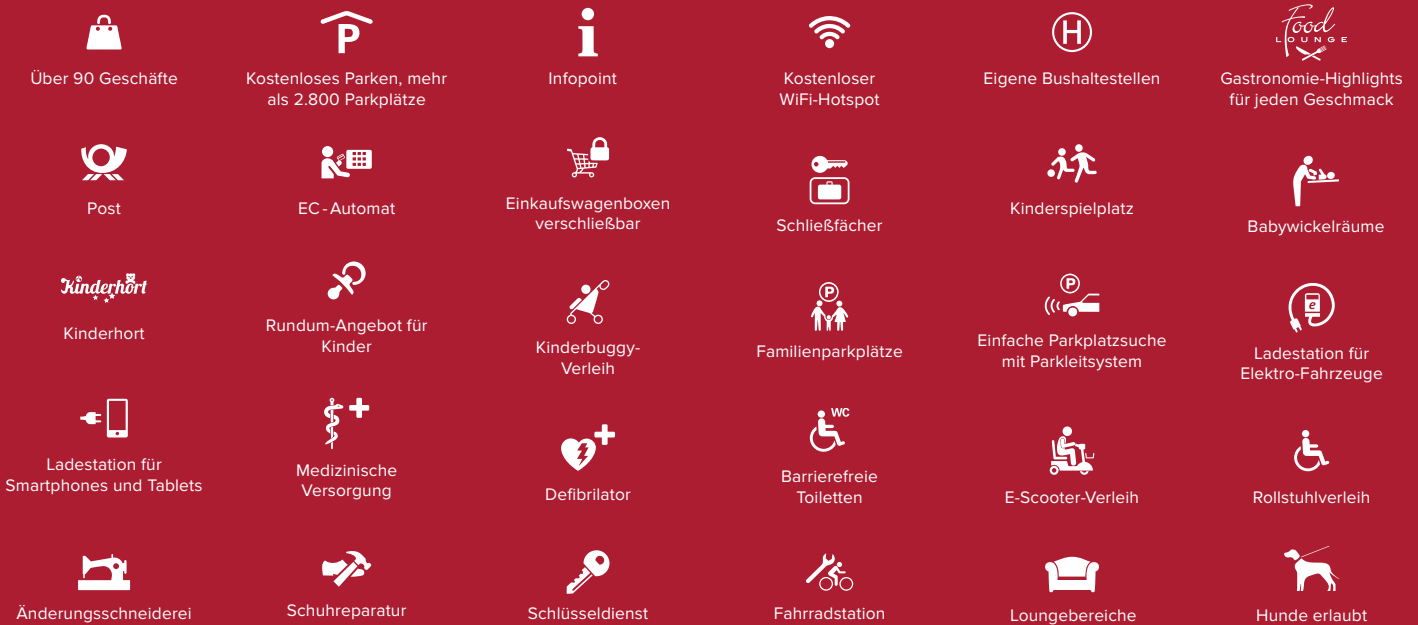 P
i
H
Food
LOUNGE
Über 90 Geschäfte
Kostenloses Parken, mehr
als 2.800 Parkplätze
Infopoint
Kostenloser
WiFi-Hotspot
Eigene Bushaltestellen
Gastronomie-Highlights
für jeden Geschmack
Post
EC-Automat
Einkaufswagenboxen
verschließbar
Schließfächer
Kinderspielplatz
Babywickelräume
Kinderhort
Kinderhort
Rundum-Angebot für
Kinder
Kinderbuggy-
Verleih
P
Familienparkplätze
P
Einfache Parkplatzsuche
mit Parkleitsystem
e
Ladestation für
Elektro-Fahrzeuge
Ladestation für
Smartphones und Tablets
Medizinische
Versorgung
Defibrilator
WC
Barrierefreie
Toiletten
E-Scooter-Verleih
Rollstuhlverleih
Änderungsschneiderei
Schuhreparatur
Schlüsseldienst
Fahrradstation
Loungebereiche
Hunde erlaubt